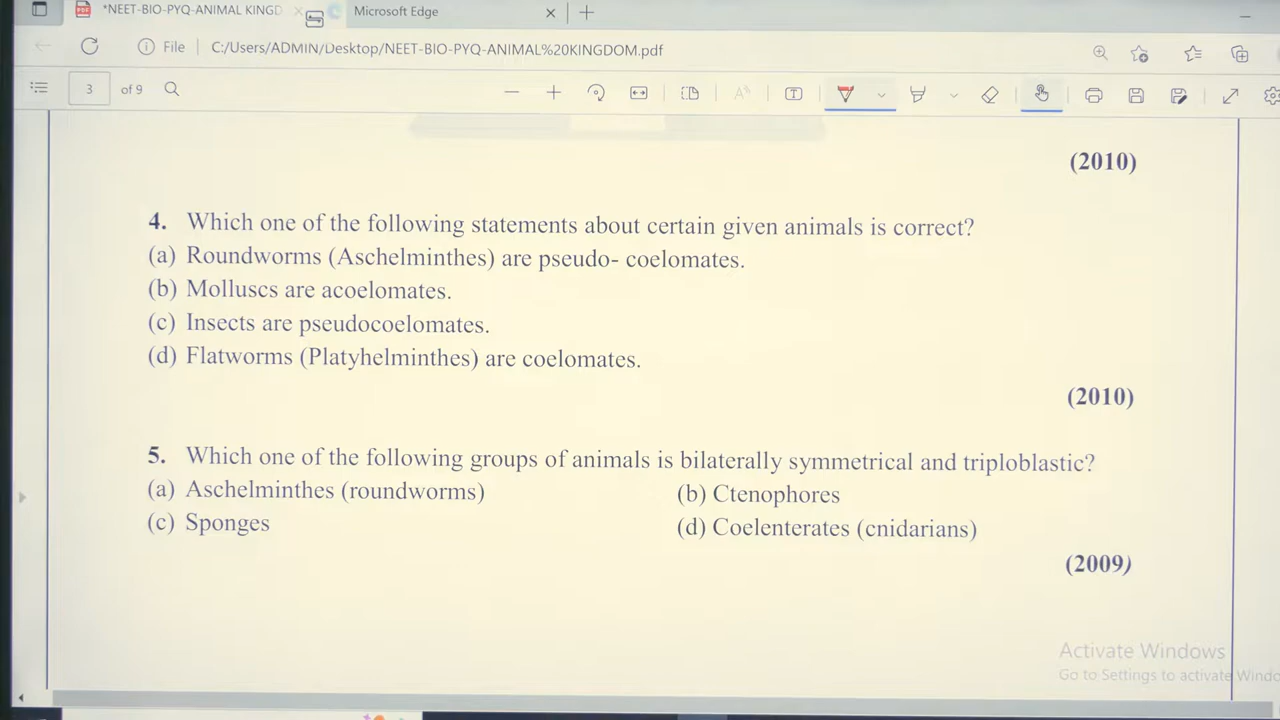 *NEET-BIO-PYQ-ANIMAL KINGD
Microsoft Edge
File
C:/Users/ADMIN/Desktop/NEET-BIO-PYQ-ANIMAL%20KINGDOM.pdf
3 of 9
(2010)
4. Which one of the following statements about certain given animals is correct?
(a) Roundworms (Aschelminthes) are pseudo- coelomates.
(b) Molluscs are acoelomates.
(c) Insects are pseudocoelomates.
(d) Flatworms (Platyhelminthes) are coelomates.
(2010)
5. Which one of the following groups of animals is bilaterally symmetrical and triploblastic?
(a) Aschelminthes (roundworms) (b) Ctenophores
(c) Sponges (d) Coelenterates (cnidarians)
(2009)
Activate Windows
Go to Settings to activate Windo